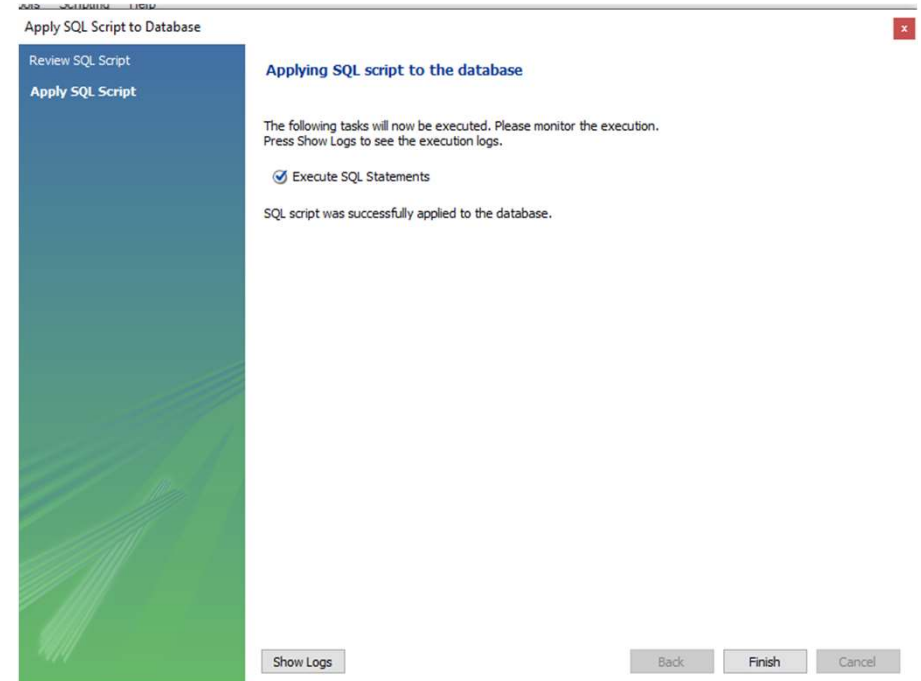 Scripting Help
Apply SQL Script to Database
x
Review SQL Script
Apply SQL Script
Applying SQL script to the database
The following tasks will now be executed. Please monitor the execution.
Press Show Logs to see the execution logs.
Execute SQL Statements
SQL script was successfully applied to the database.
Show Logs
Back
Finish
Cancel